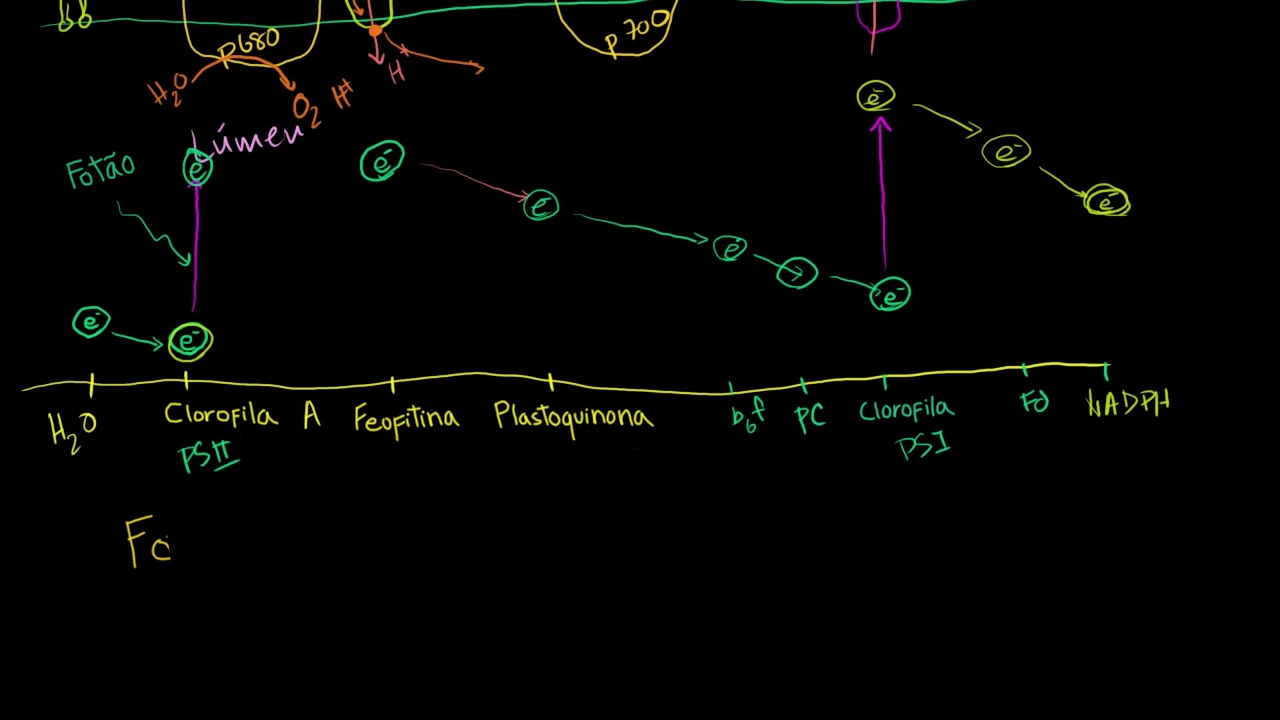 p680
p700
H₂O
O₂ H⁺
H⁺
Lúmen
Fotão
e⁻
e⁻
e⁻
e⁻
e⁻
e⁻
e⁻
e⁻
e⁻
e⁻
e⁻
H₂O
Clorofila A
PSII
Feofitina
Plastoquinona
b₆f
PC
Clorofila
PSI
Fd
NADPH
Fo